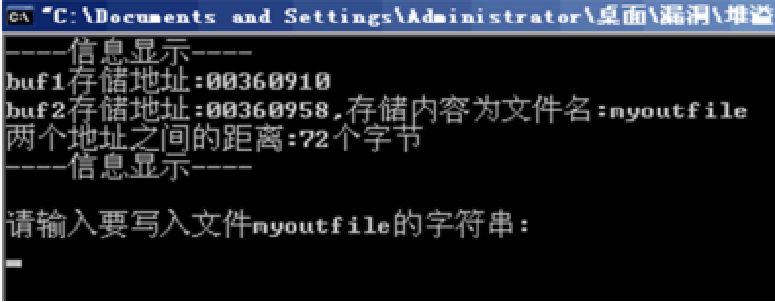 "C:\Documents and Settings\Administrator\桌面\漏洞\堆溢
----信息显示----
buf1存储地址:00360910
buf2存储地址:00360958,存储内容为文件名:myoutfile
两个地址之间的距离:72个字节
----信息显示----
请输入要写入文件myoutfile的字符串: